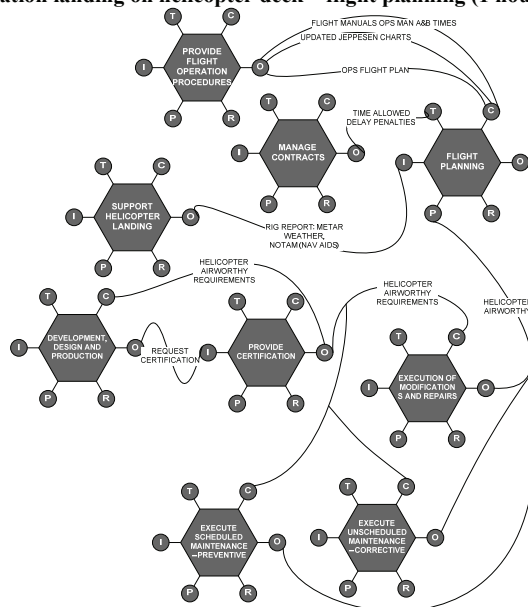 ation landing on helicopter deck – flight planning (1 hou
FLIGHT MANUALS OPS MAN A&B TIMES
UPDATED JEPPESEN CHARTS
OPS FLIGHT PLAN
T
C
I
O
P
R
PROVIDE
FLIGHT
OPERATION
PROCEDURES
T
C
I
O
P
R
MANAGE
CONTRACTS
TIME ALLOWED
DELAY PENALTIES
T
C
I
O
P
FLIGHT
PLANNING
T
C
I
O
P
R
SUPPORT
HELICOPTER
LANDING
RIG REPORT: METAR
WEATHER,
NOTAM (NAV AIDS)
HELICOPTER
AIRWORTHY
REQUIREMENTS
HELICOPTER
AIRWORTHY
REQUIREMENTS
HELICOPTER
AIRWORTHY
T
C
I
O
P
R
DEVELOPMENT,
DESIGN AND
PRODUCTION
REQUEST
CERTIFICATION
T
C
I
O
P
R
PROVIDE
CERTIFICATION
T
C
I
O
P
R
EXECUTION OF
MODIFICATION
S AND REPAIRS
T
C
I
O
P
R
EXECUTE
SCHEDULED
MAINTENANCE
–PREVENTIVE
T
C
I
O
P
R
EXECUTE
UNSCHEDULED
MAINTENANCE
–CORRECTIVE